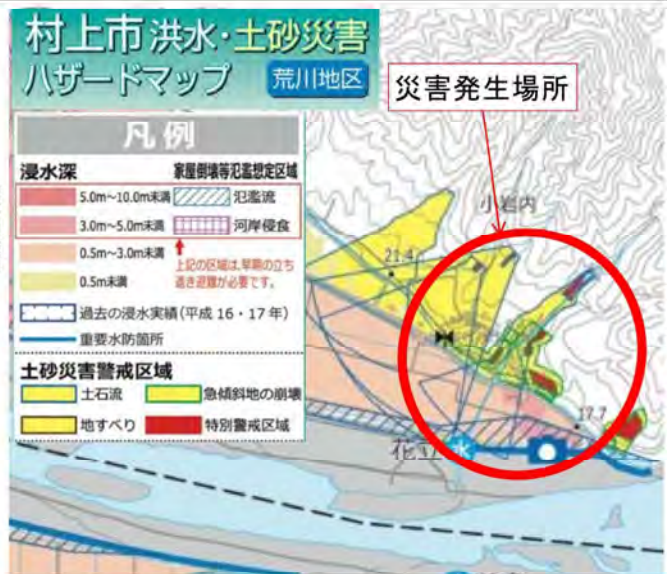 村上市 洪水・土砂災害
ハザードマップ 荒川地区
災害発生場所
凡例
浸水深 家屋倒壊等氾濫想定区域
5.0m〜10.0m未満 氾濫流
3.0m〜5.0m未満 河岸侵食
0.5m〜3.0m未満
上記の区域は、早期の立ち
退き避難が必要です。
0.5m未満
過去の浸水実績(平成16・17年)
重要水防箇所
土砂災害警戒区域
土石流 急傾斜地の崩壊
地すべり 特別警戒区域
小岩内
21.4
17.7
花立